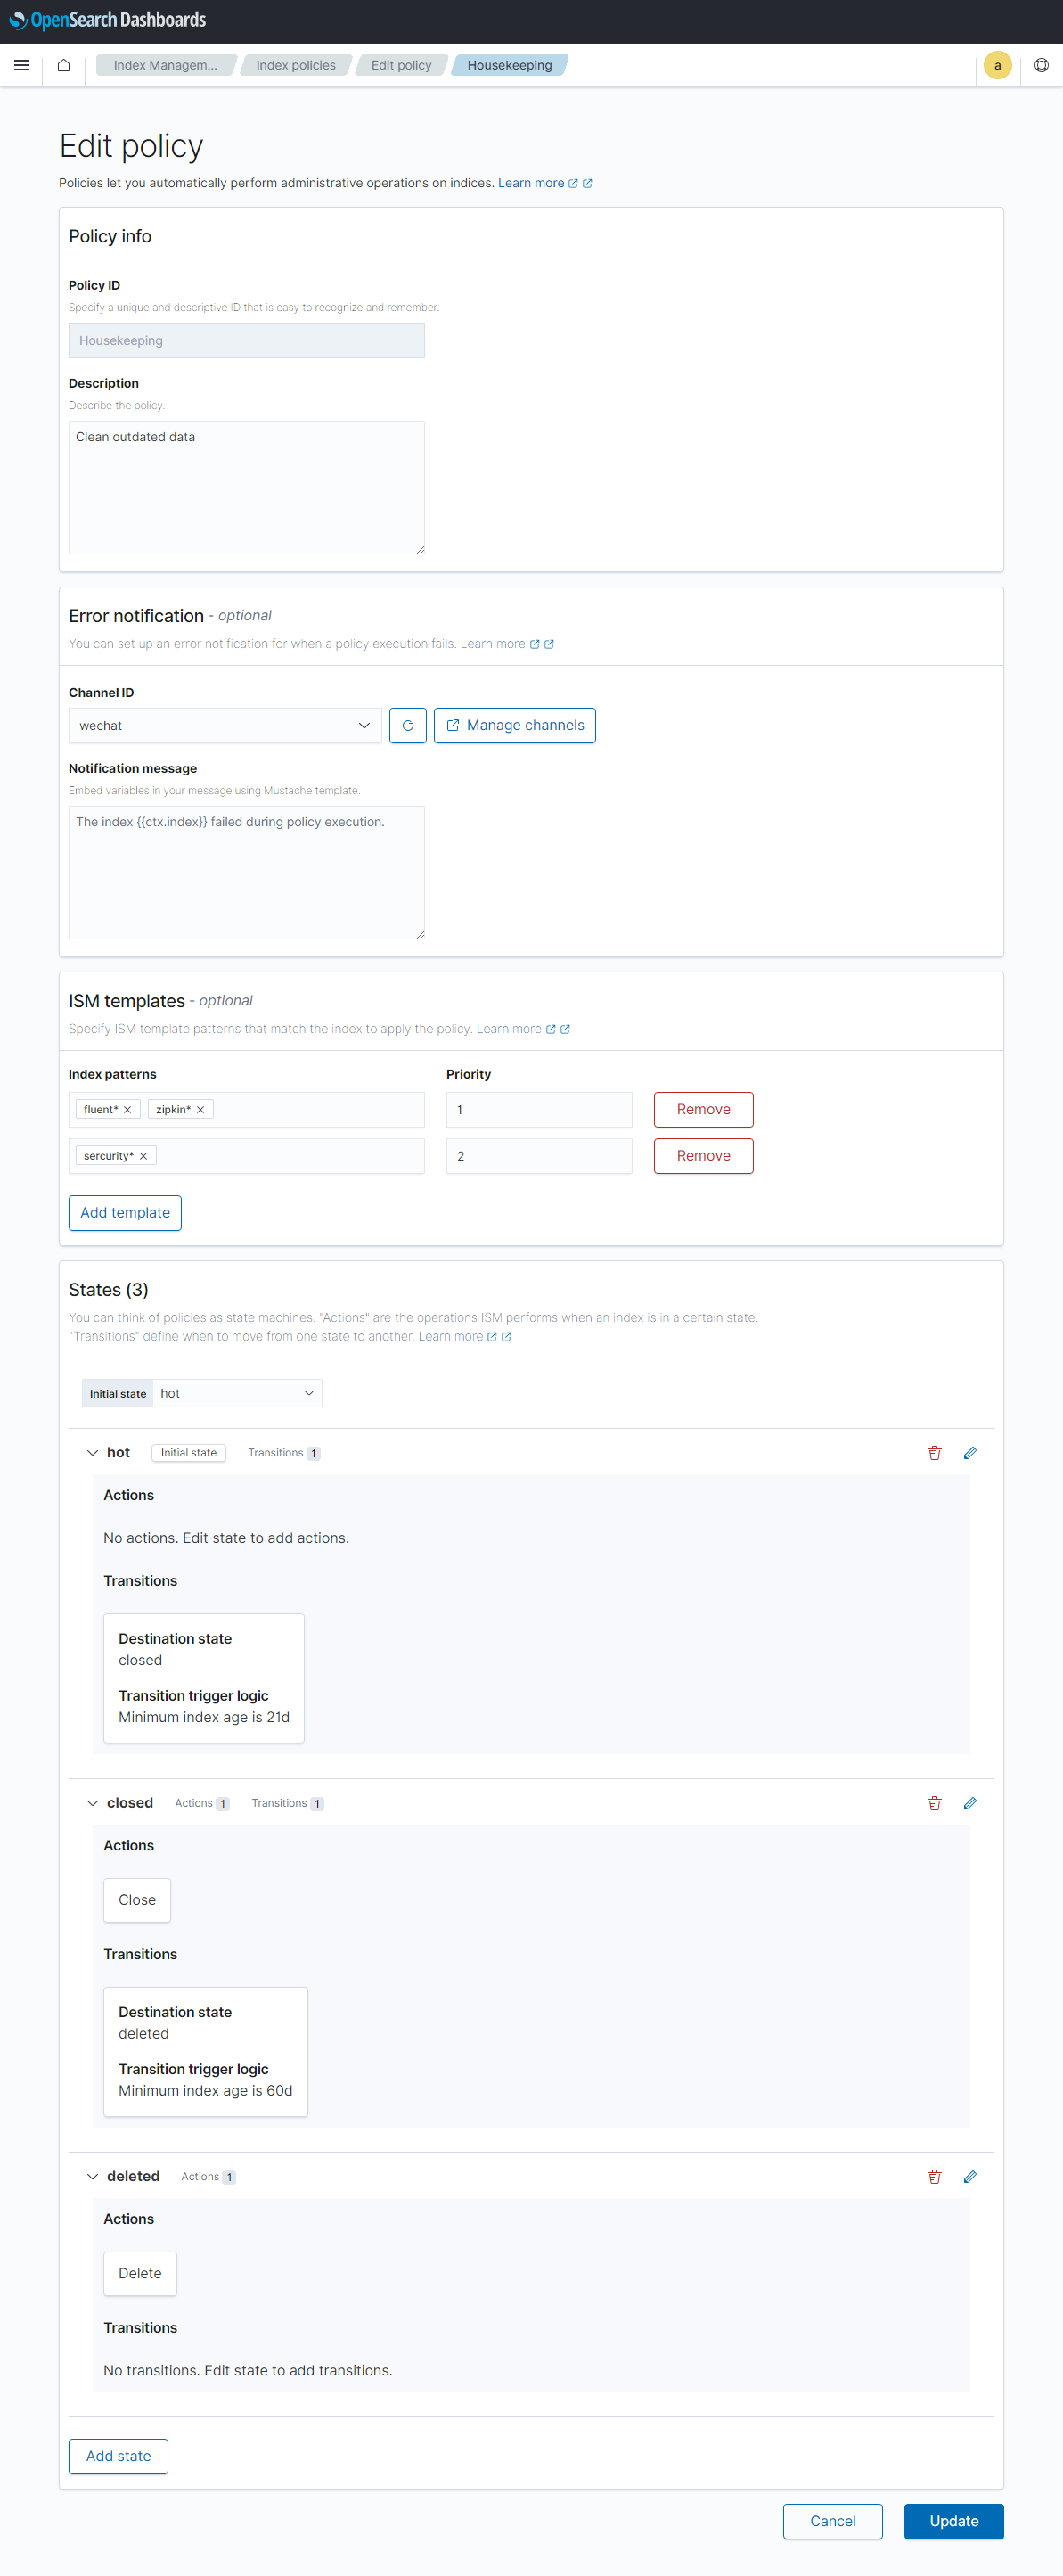 OpenSearch Dashboards
Index Managem... Index policies Edit policy Housekeeping a
Edit policy
Policies let you automatically perform administrative operations on indices. Learn more
Policy info
Policy ID
Specify a unique and descriptive ID that is easy to recognize and remember.
Housekeeping
Description
Describe the policy.
Clean outdated data
Error notification - optional
You can set up an error notification for when a policy execution fails. Learn more
Channel ID
wechat Manage channels
Notification message
Embed variables in your message using Mustache template.
The index {{ctx.index}} failed during policy execution.
ISM templates - optional
Specify ISM template patterns that match the index to apply the policy. Learn more
Index patterns Priority
fluent* zipkin* 1 Remove
sercurity* 2 Remove
Add template
States (3)
You can think of policies as state machines. "Actions" are the operations ISM performs when an index is in a certain state.
"Transitions" define when to move from one state to another. Learn more
Initial state hot
hot Initial state Transitions 1
Actions
No actions. Edit state to add actions.
Transitions
Destination state
closed
Transition trigger logic
Minimum index age is 21d
closed Actions 1 Transitions 1
Actions
Close
Transitions
Destination state
deleted
Transition trigger logic
Minimum index age is 60d
deleted Actions 1
Actions
Delete
Transitions
No transitions. Edit state to add transitions.
Add state
Cancel Update